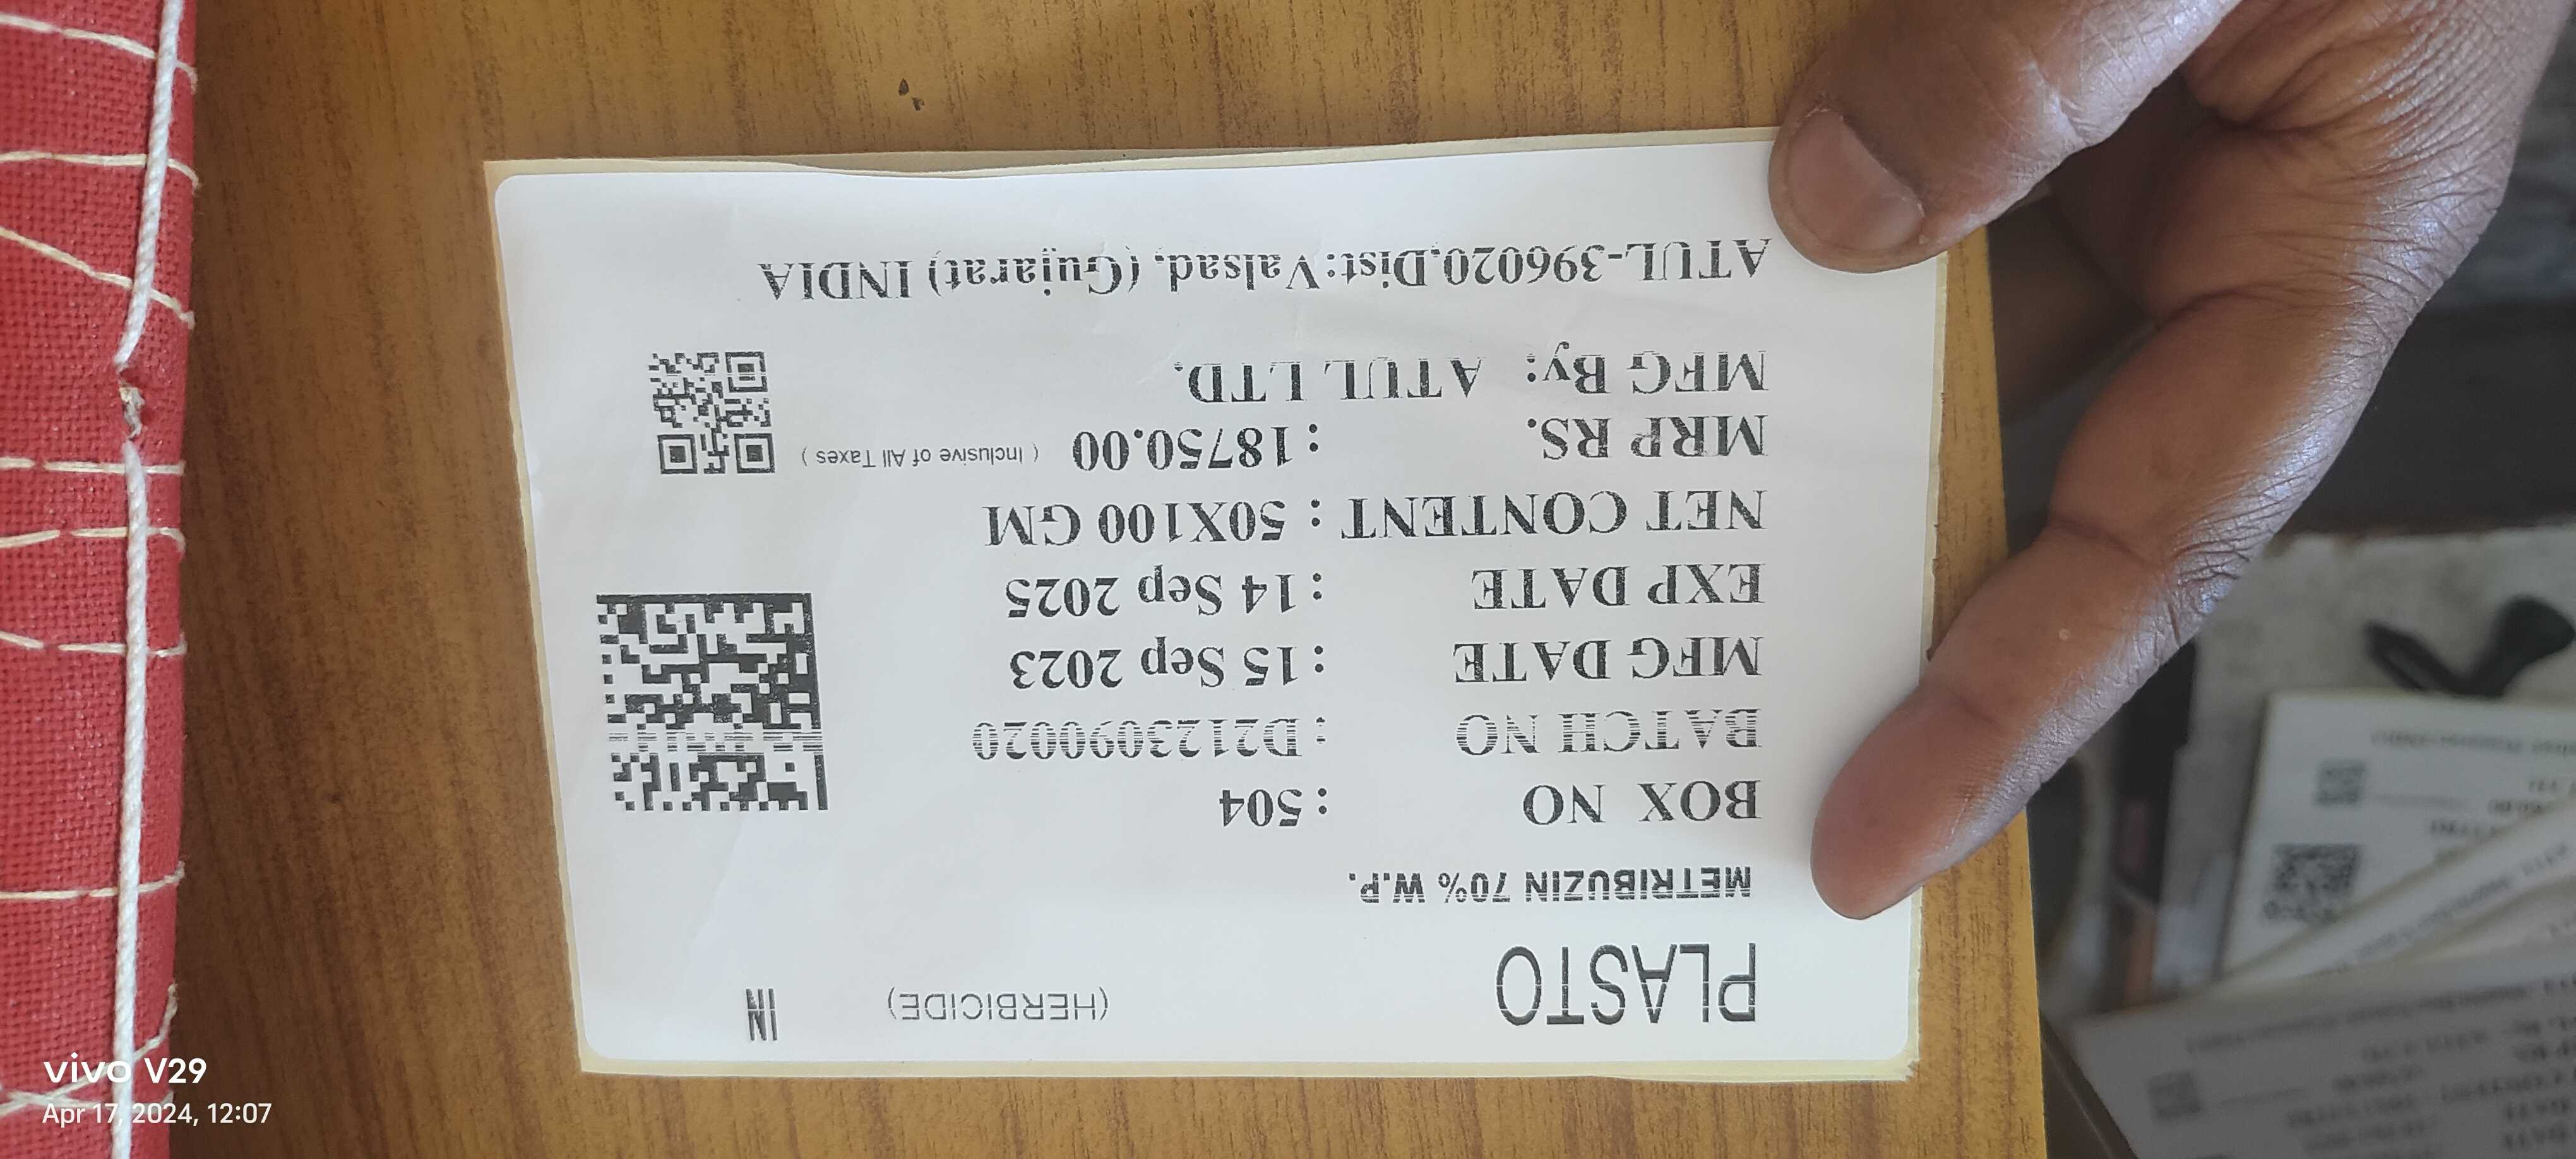 PLASTO (HERBICIDE) IN
METRIBUZIN 70% W.P.
BOX NO : 504
BATCH NO : D2123090020
MFG DATE : 15 Sep 2023
EXP DATE : 14 Sep 2025
NET CONTENT : 50X100 GM
MRP RS. : 18750.00 ( Inclusive of All Taxes )
MFG By: ATUL LTD.
ATUL-396020,Dist:Valsad, (Gujarat) INDIA
vivo V29
Apr 17, 2024, 12:07